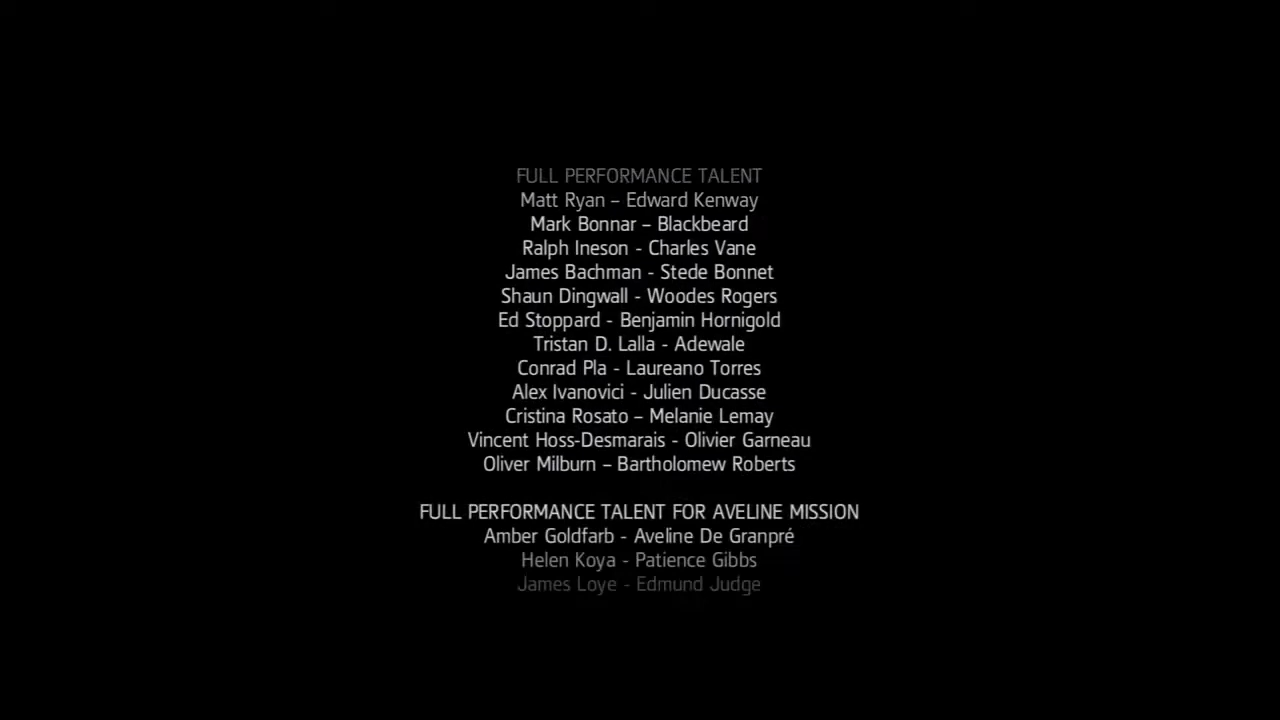 FULL PERFORMANCE TALENT
Matt Ryan – Edward Kenway
Mark Bonnar – Blackbeard
Ralph Ineson - Charles Vane
James Bachman - Stede Bonnet
Shaun Dingwall - Woodes Rogers
Ed Stoppard - Benjamin Hornigold
Tristan D. Lalla - Adewale
Conrad Pla - Laureano Torres
Alex Ivanovici - Julien Ducasse
Cristina Rosato – Melanie Lemay
Vincent Hoss-Desmarais - Olivier Garneau
Oliver Milburn – Bartholomew Roberts
FULL PERFORMANCE TALENT FOR AVELINE MISSION
Amber Goldfarb - Aveline De Granpré
Helen Koya - Patience Gibbs
James Loye - Edmund Judge